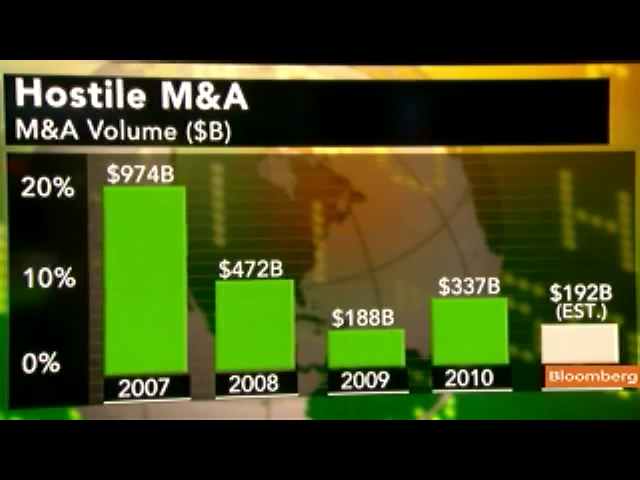 Hostile M&A
M&A Volume ($B)
20%
10%
0%
$974B
$472B
$188B
$337B
$192B
(EST.)
2007
2008
2009
2010
Bloomberg